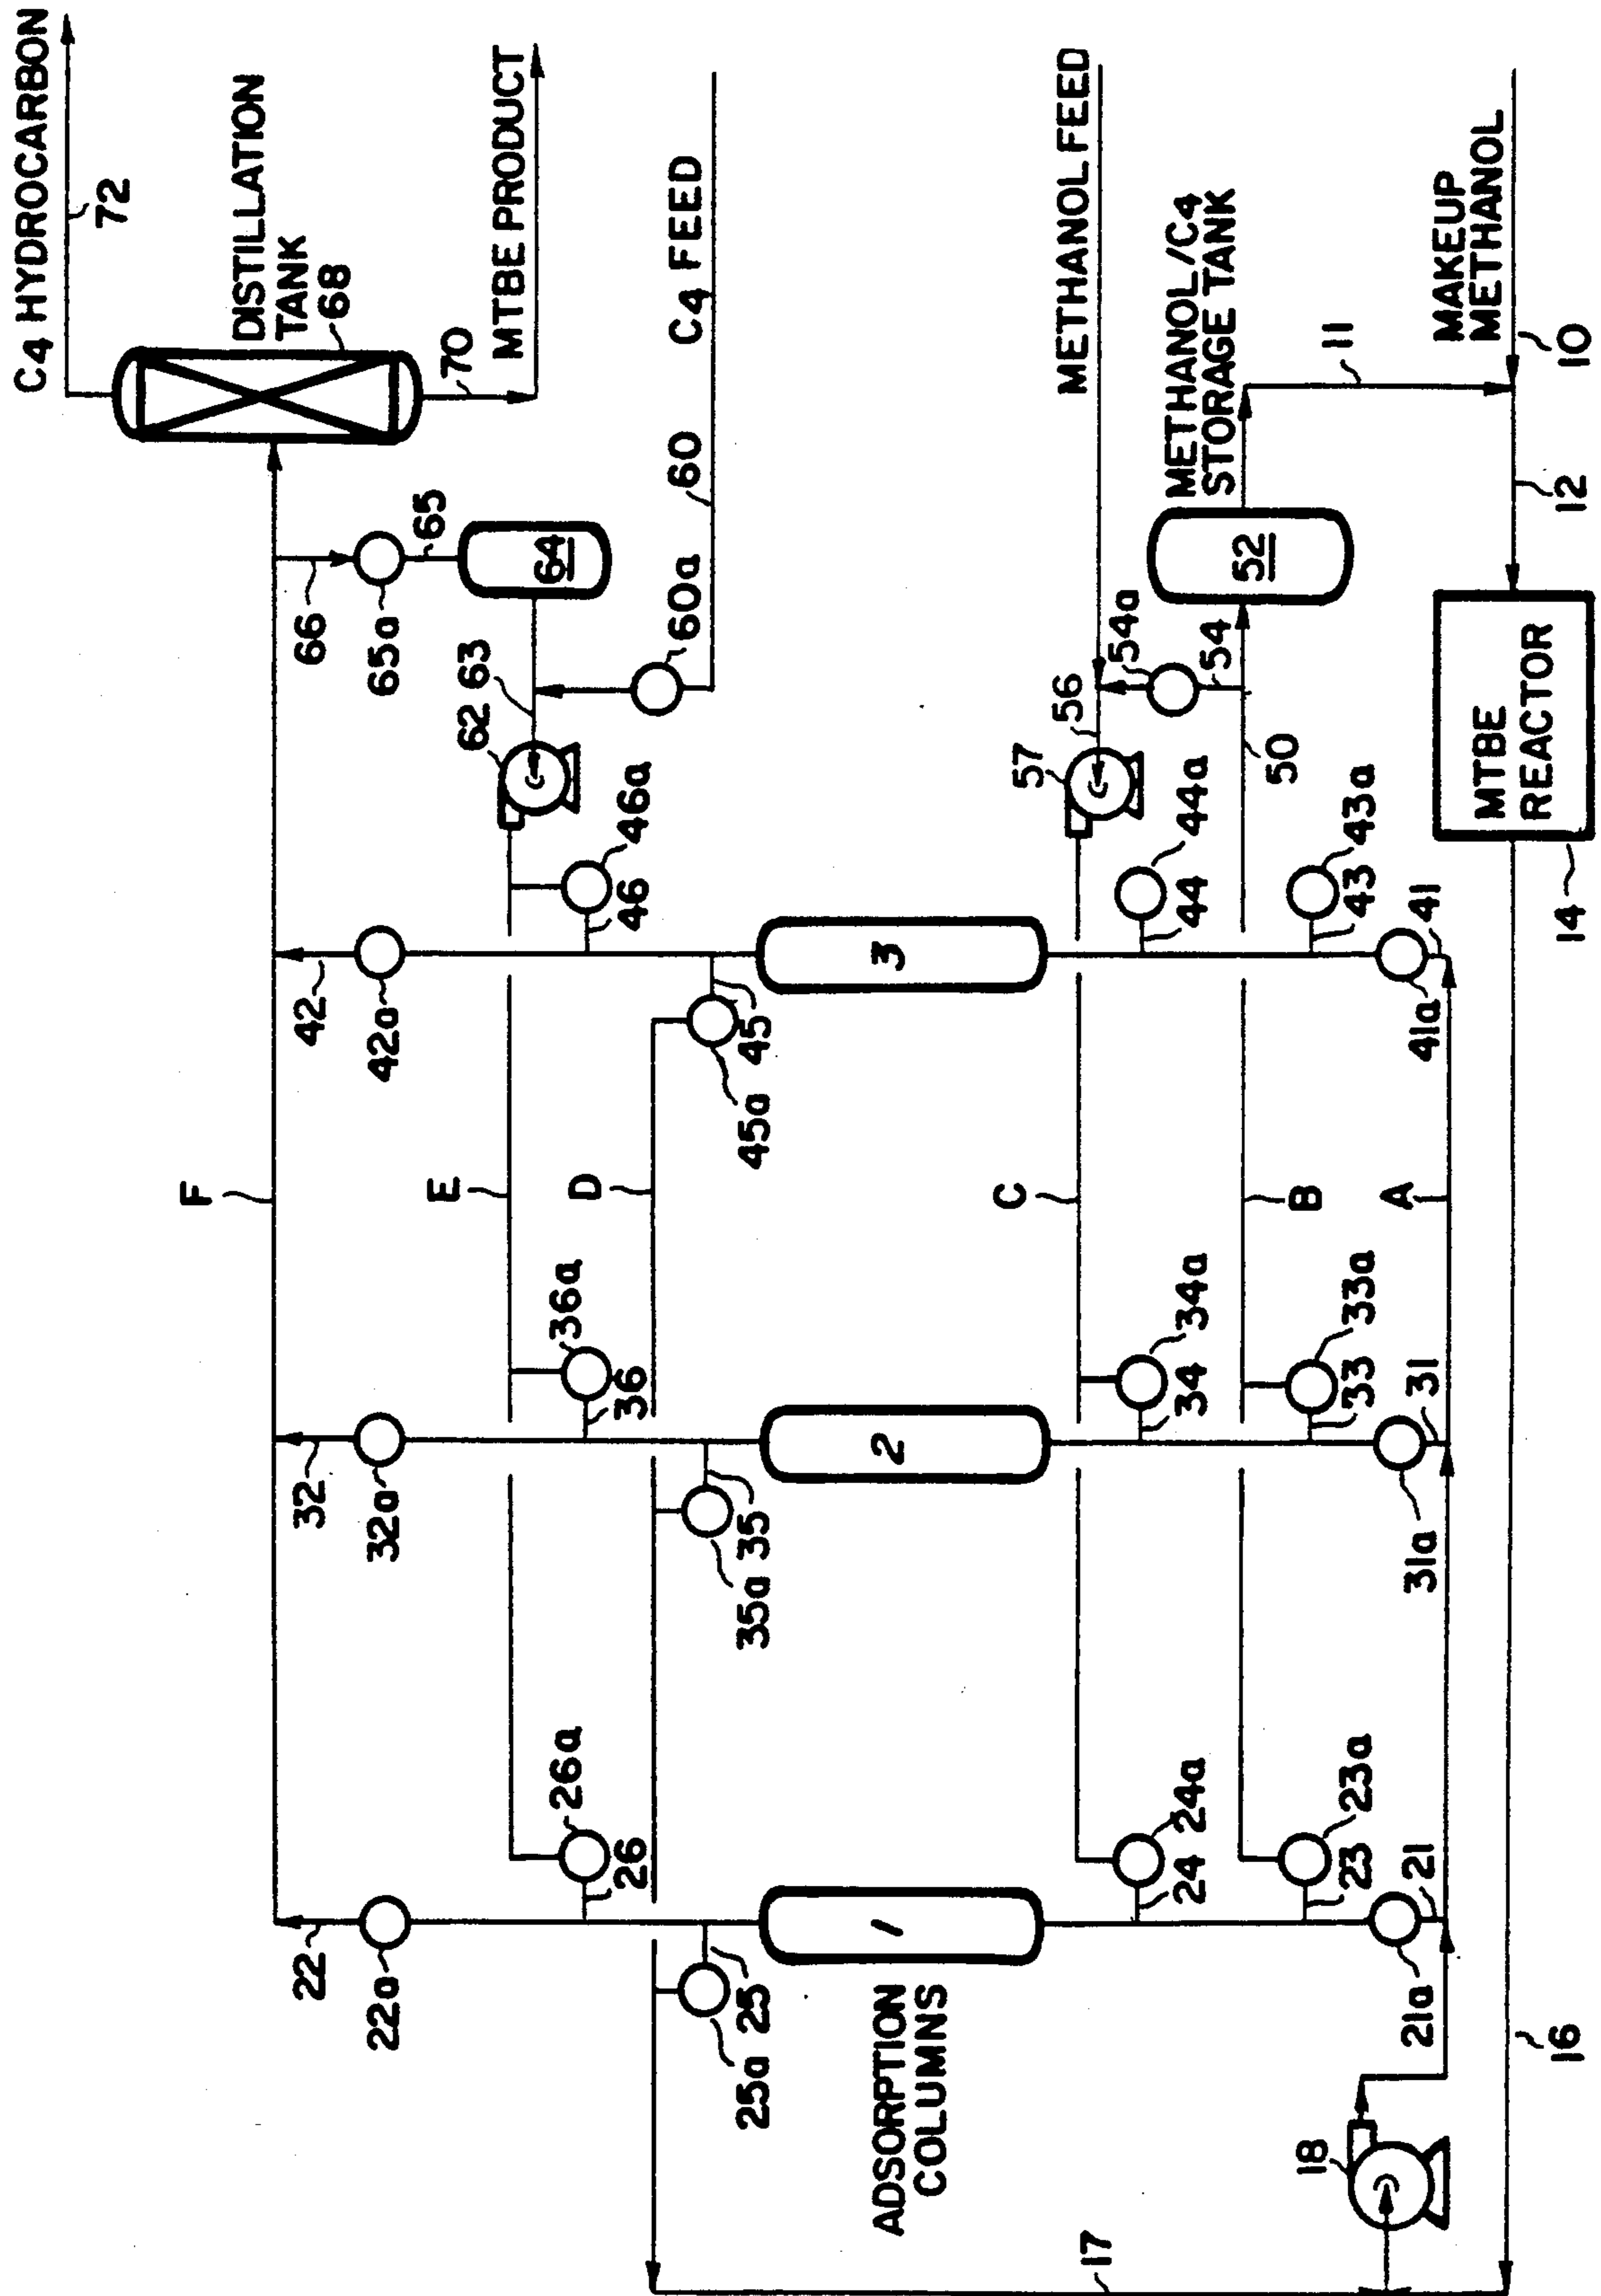 C4 HYDROCARBON
72
DISTILLATION
TANK
68
70
MTBE PRODUCT
C4 FEED
60
60a
66
65
65a
64
63
62
46a
46
42
42a
45
45a
3
METHANOL FEED
METHANOL/C4
STORAGE TANK
52
54a
54
56
57
50
44a
44
43a
43
41
41a
11
MAKEUP
METHANOL
10
12
MTBE
REACTOR
14
F
E
D
C
B
A
36a
36
32
32a
35
35a
2
34a
34
33a
33
31
31a
26a
26
22
22a
25
25a
1
24a
24
23a
23
21
21a
ADSORPTION
COLUMNS
18
17
16